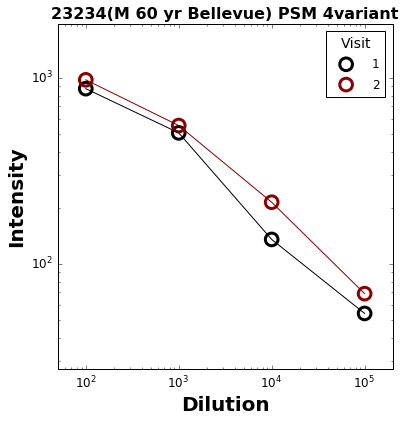 23234(M 60 yr Bellevue) PSM 4variant
Visit
1
2
Intensity
10³
10²
10² 10³ 10⁴ 10⁵
Dilution